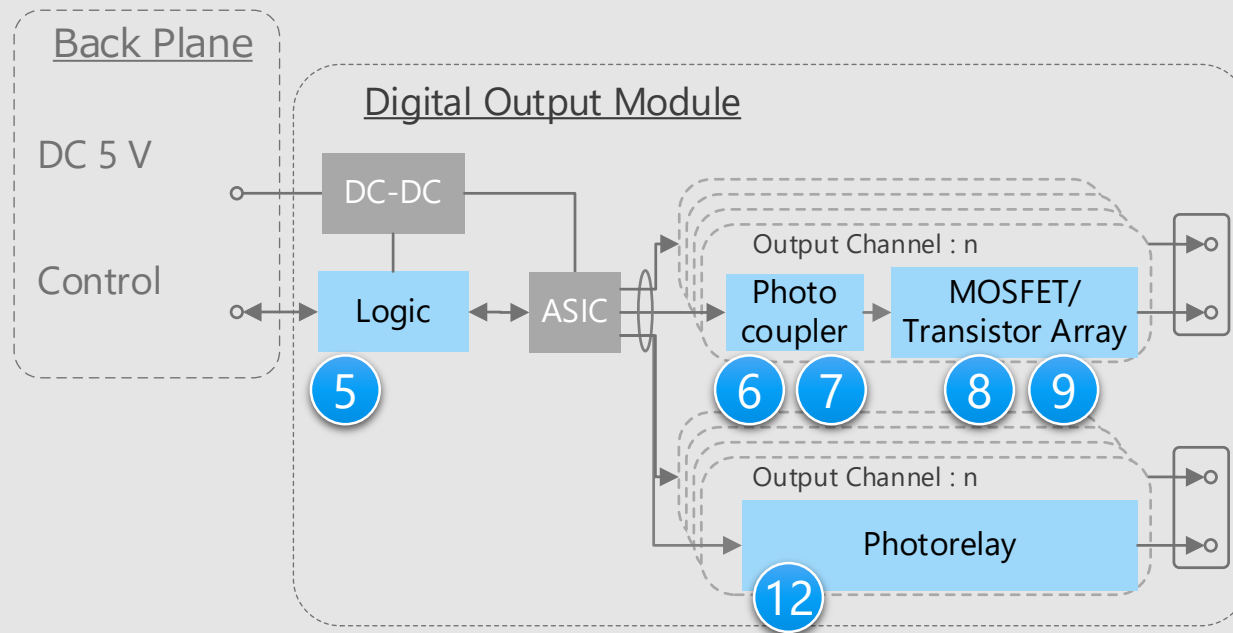 Back Plane
Digital Output Module
DC 5 V
DC-DC
Control
Logic
ASIC
Output Channel : n
Photo
coupler
MOSFET/
Transistor Array
5
6
7
8
9
Output Channel : n
Photorelay
12